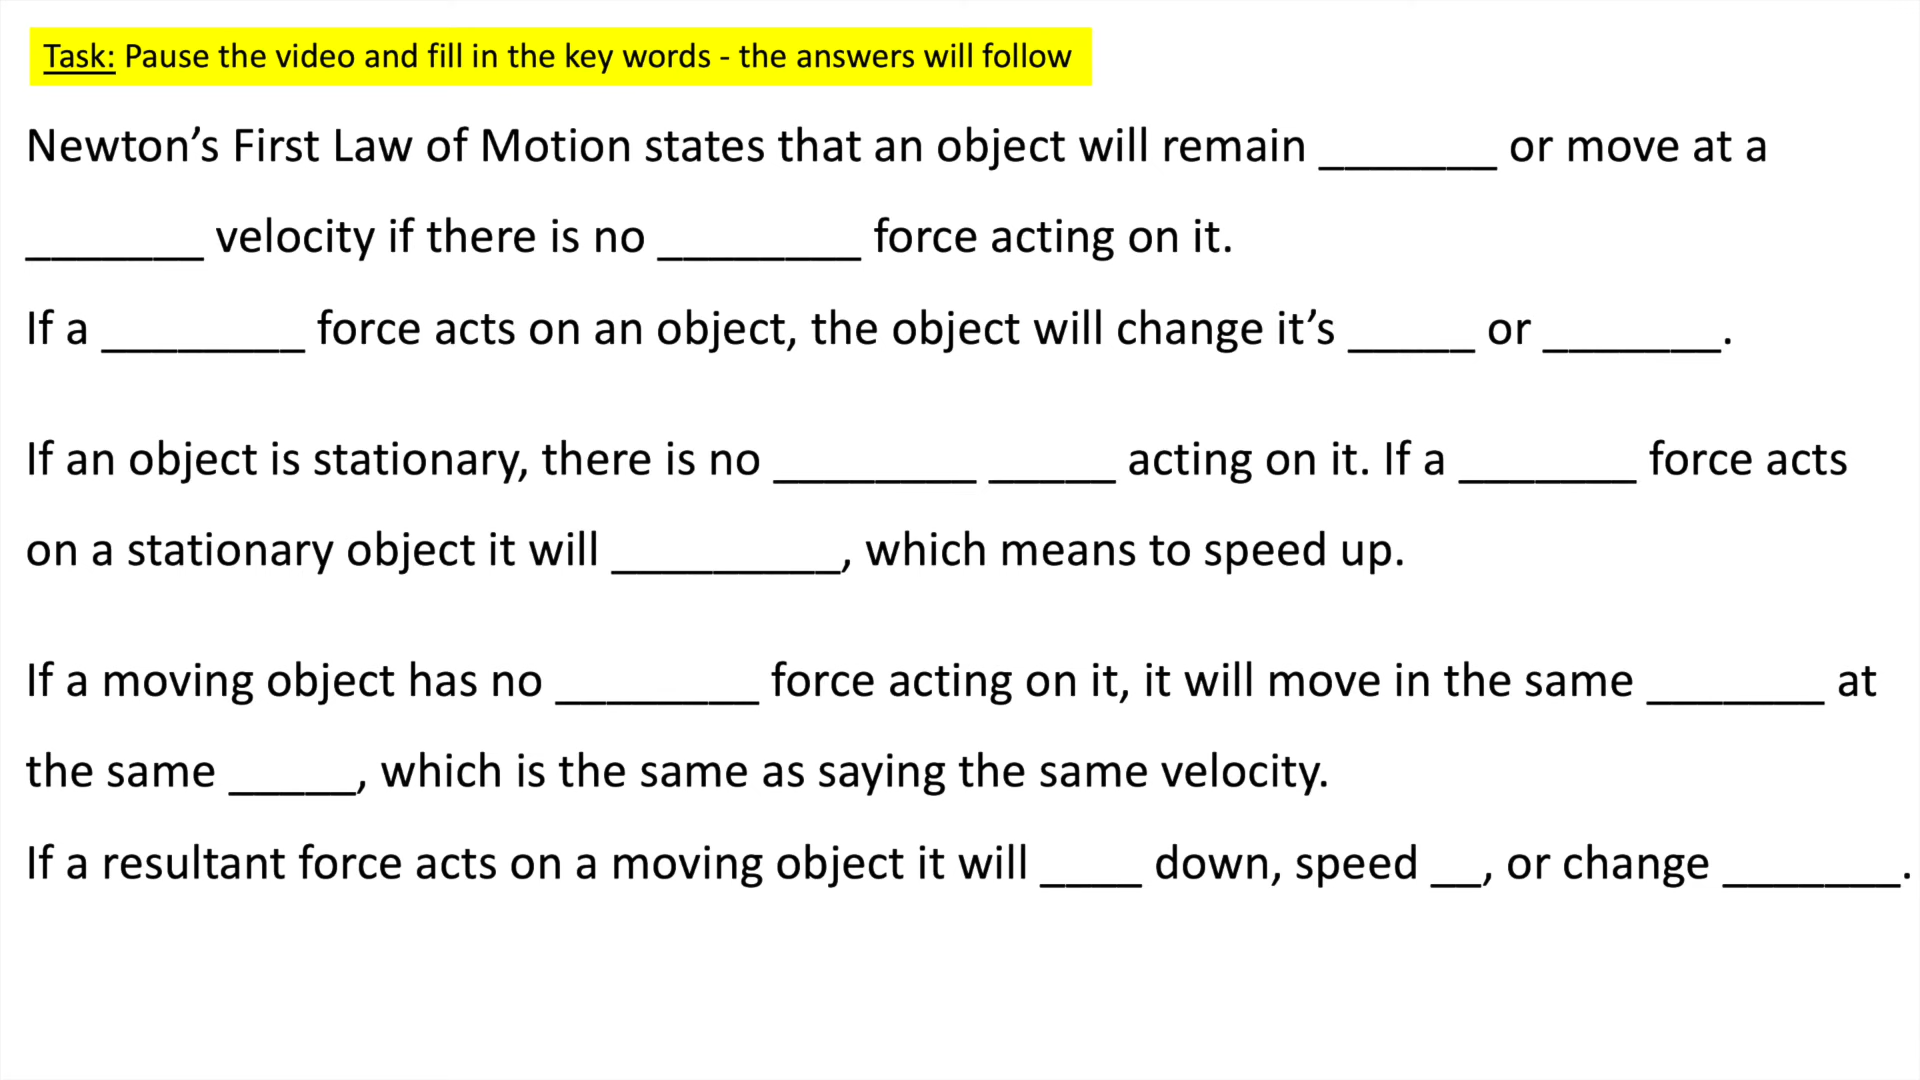 Task: Pause the video and fill in the key words - the answers will follow
Newton’s First Law of Motion states that an object will remain _______ or move at a
_______ velocity if there is no ________ force acting on it.
If a ________ force acts on an object, the object will change it’s _____ or _______.
If an object is stationary, there is no ________ _____ acting on it. If a _______ force acts
on a stationary object it will _________, which means to speed up.
If a moving object has no ________ force acting on it, it will move in the same _______ at
the same _____, which is the same as saying the same velocity.
If a resultant force acts on a moving object it will ____ down, speed __, or change _______.